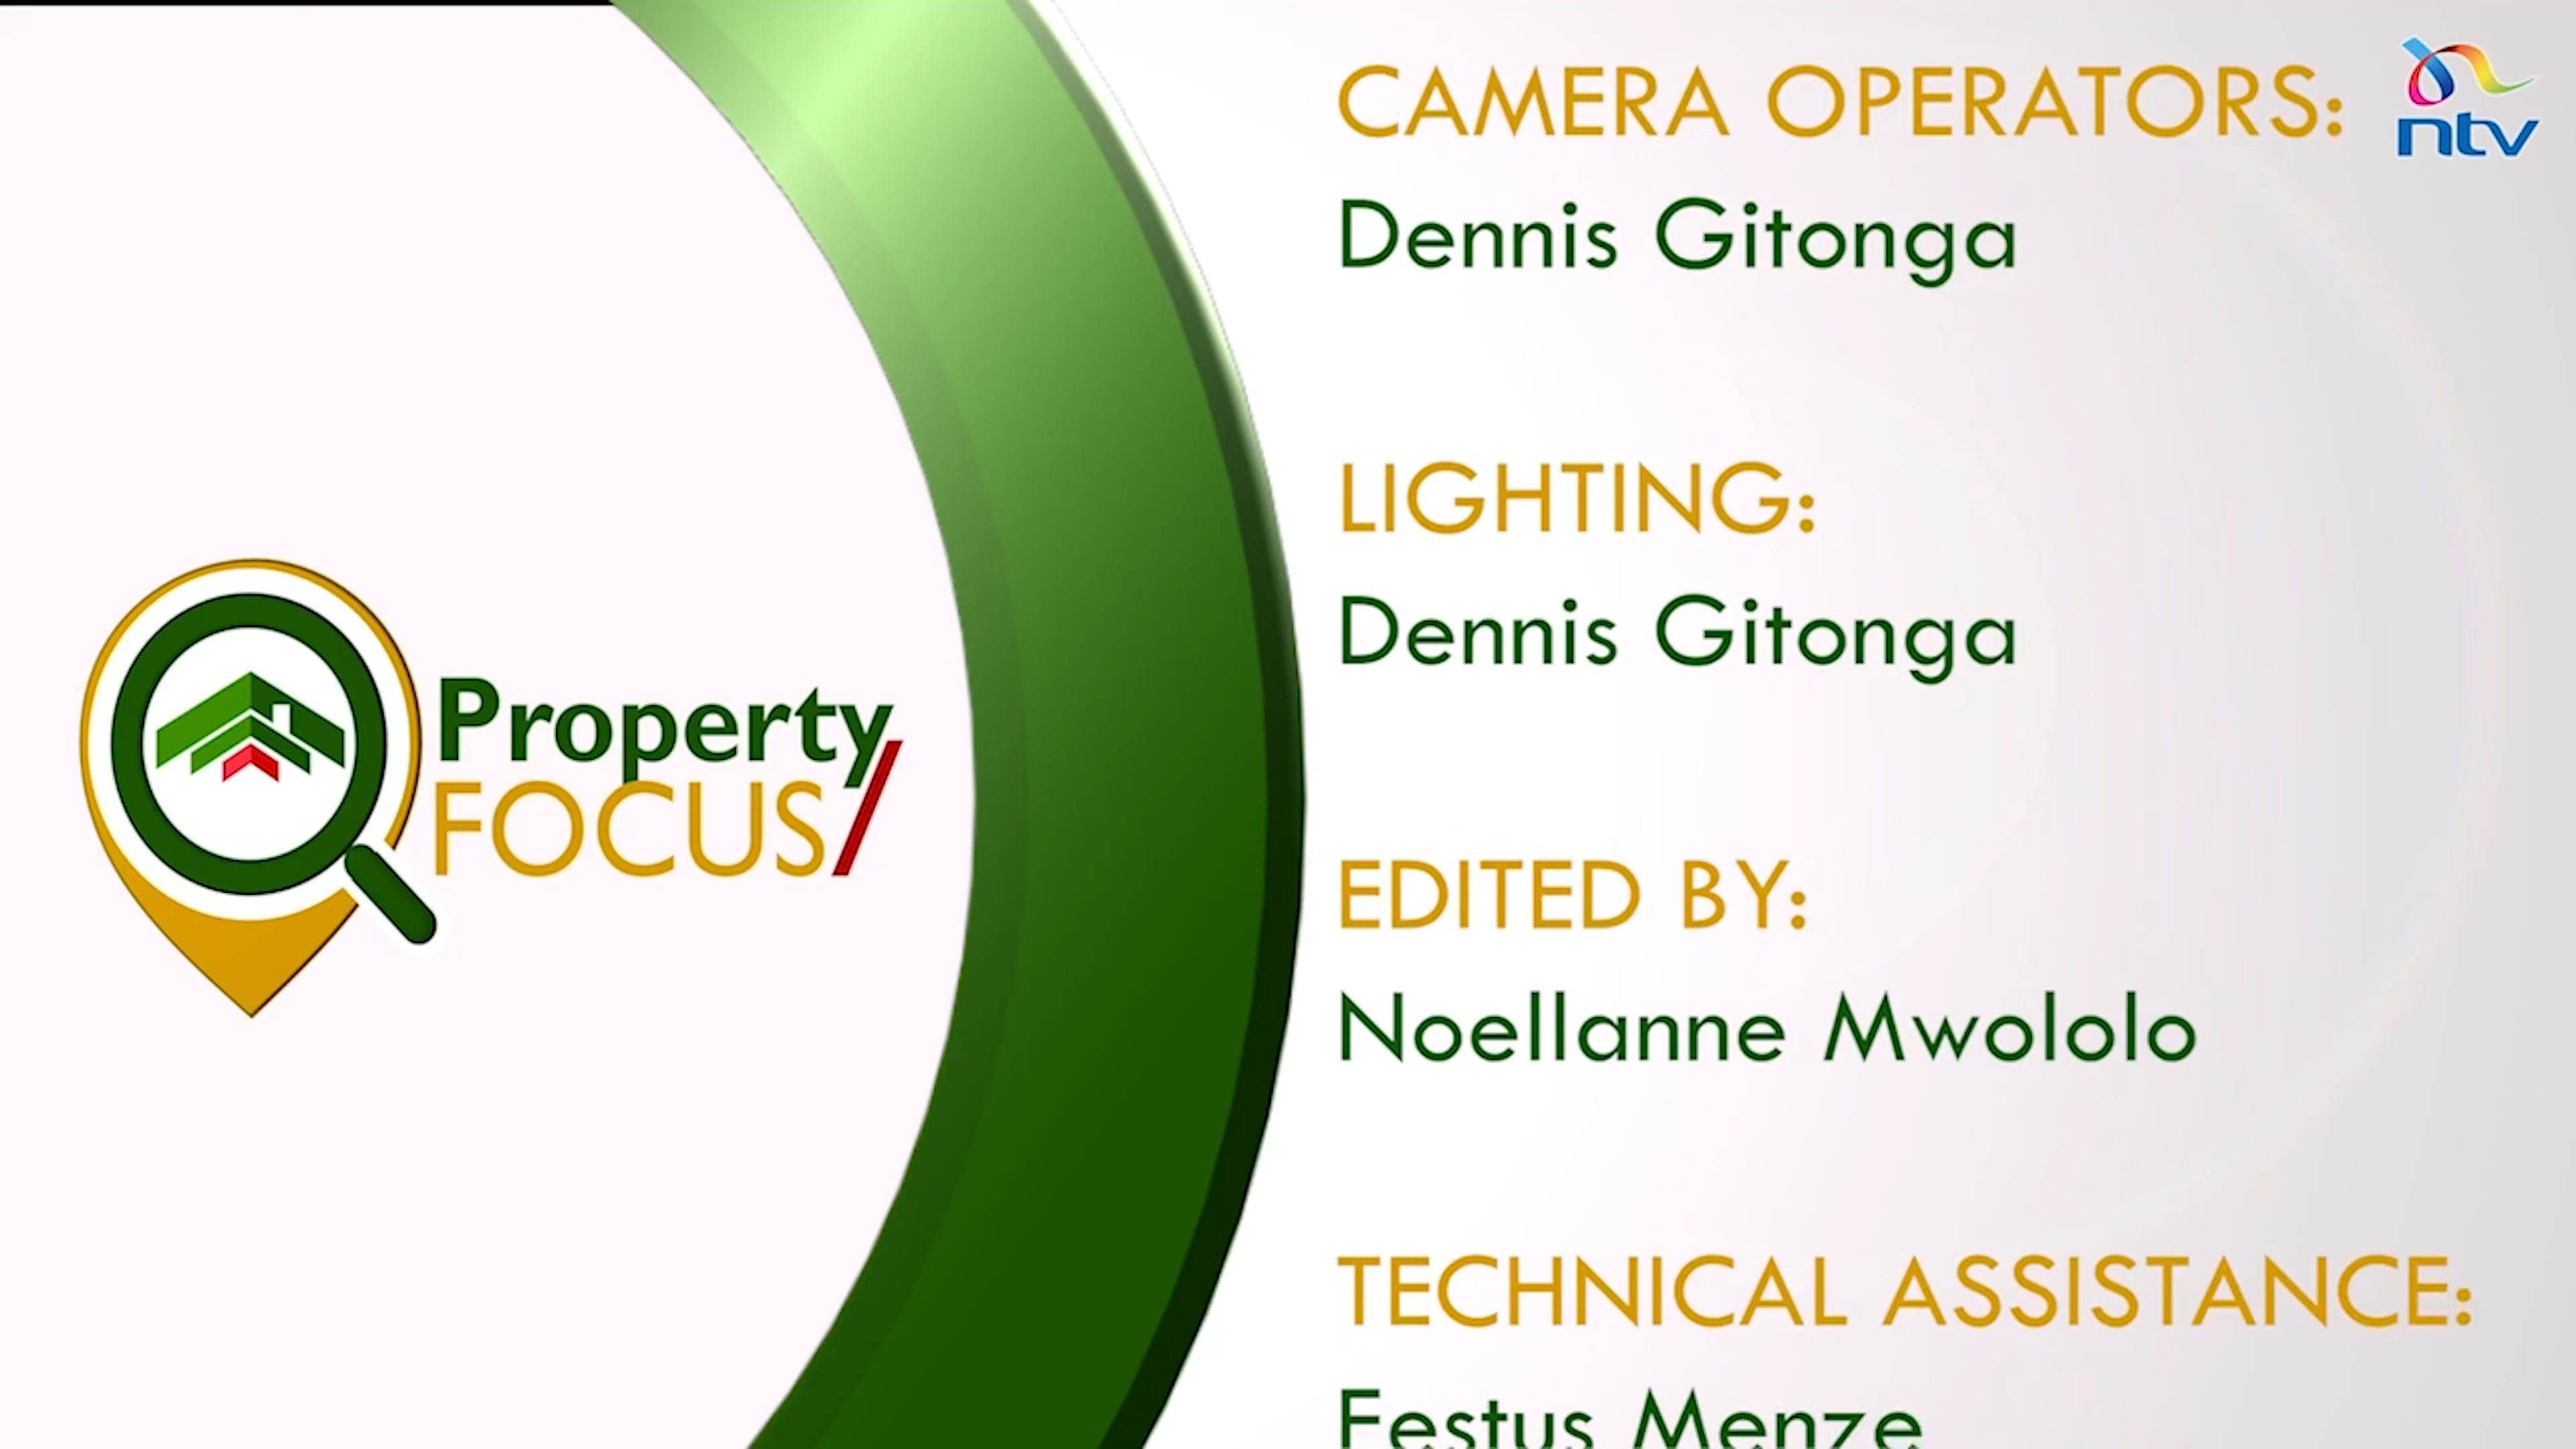 CAMERA OPERATORS:
ntv
Dennis Gitonga
LIGHTING:
Dennis Gitonga
Property
FOCUS/
EDITED BY:
Noellanne Mwololo
TECHNICAL ASSISTANCE:
Festus Menze